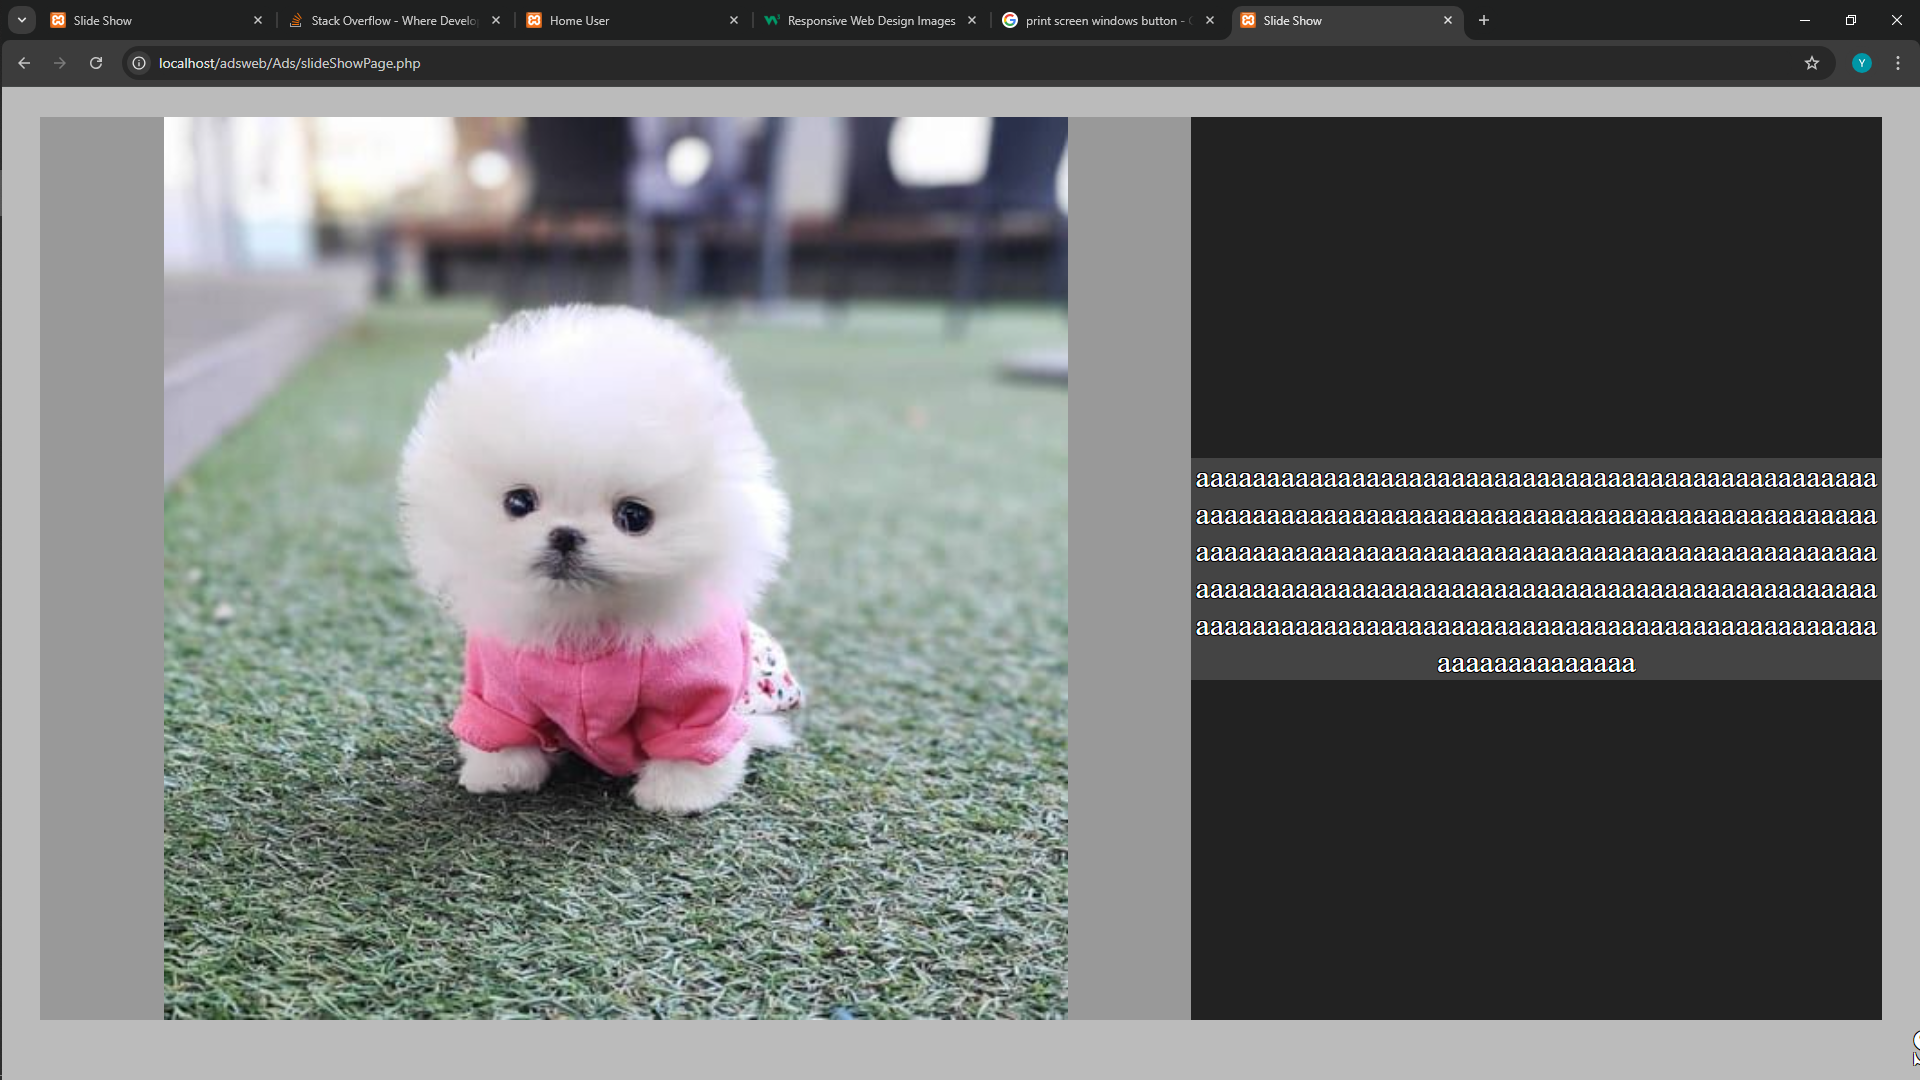 Slide Show
Stack Overflow - Where Develo
Home User
Responsive Web Design Images
print screen windows button -
Slide Show
localhost/adsweb/Ads/slideShowPage.php
Y
aaaaaaaaaaaaaaaaaaaaaaaaaaaaaaaaaaaaaaaaaaaaaaaa
aaaaaaaaaaaaaaaaaaaaaaaaaaaaaaaaaaaaaaaaaaaaaaaa
aaaaaaaaaaaaaaaaaaaaaaaaaaaaaaaaaaaaaaaaaaaaaaaa
aaaaaaaaaaaaaaaaaaaaaaaaaaaaaaaaaaaaaaaaaaaaaaaa
aaaaaaaaaaaaaaaaaaaaaaaaaaaaaaaaaaaaaaaaaaaaaaaa
aaaaaaaaaaaaaa